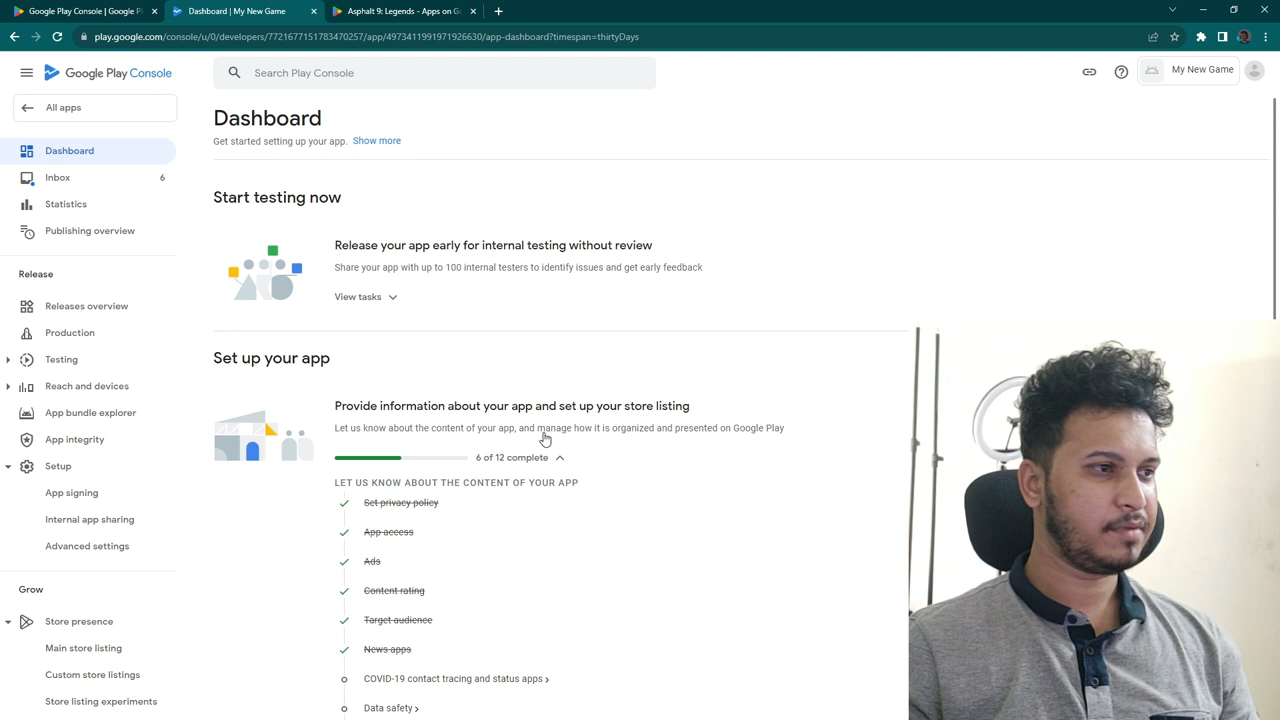 Google Play Console | Google Pl
Dashboard | My New Game
Asphalt 9: Legends - Apps on Go
play.google.com/console/u/0/developers/7721677151783470257/app/4973411991971926630/app-dashboard?timespan=thirtyDays
Google Play Console
Search Play Console
My New Game
All apps
Dashboard
Inbox 6
Statistics
Publishing overview
Release
Releases overview
Production
Testing
Reach and devices
App bundle explorer
App integrity
Setup
App signing
Internal app sharing
Advanced settings
Grow
Store presence
Main store listing
Custom store listings
Store listing experiments
Dashboard
Get started setting up your app. Show more
Start testing now
Release your app early for internal testing without review
Share your app with up to 100 internal testers to identify issues and get early feedback
View tasks
Set up your app
Provide information about your app and set up your store listing
Let us know about the content of your app, and manage how it is organized and presented on Google Play
6 of 12 complete
LET US KNOW ABOUT THE CONTENT OF YOUR APP
Set privacy policy
App access
Ads
Content rating
Target audience
News apps
COVID-19 contact tracing and status apps
Data safety